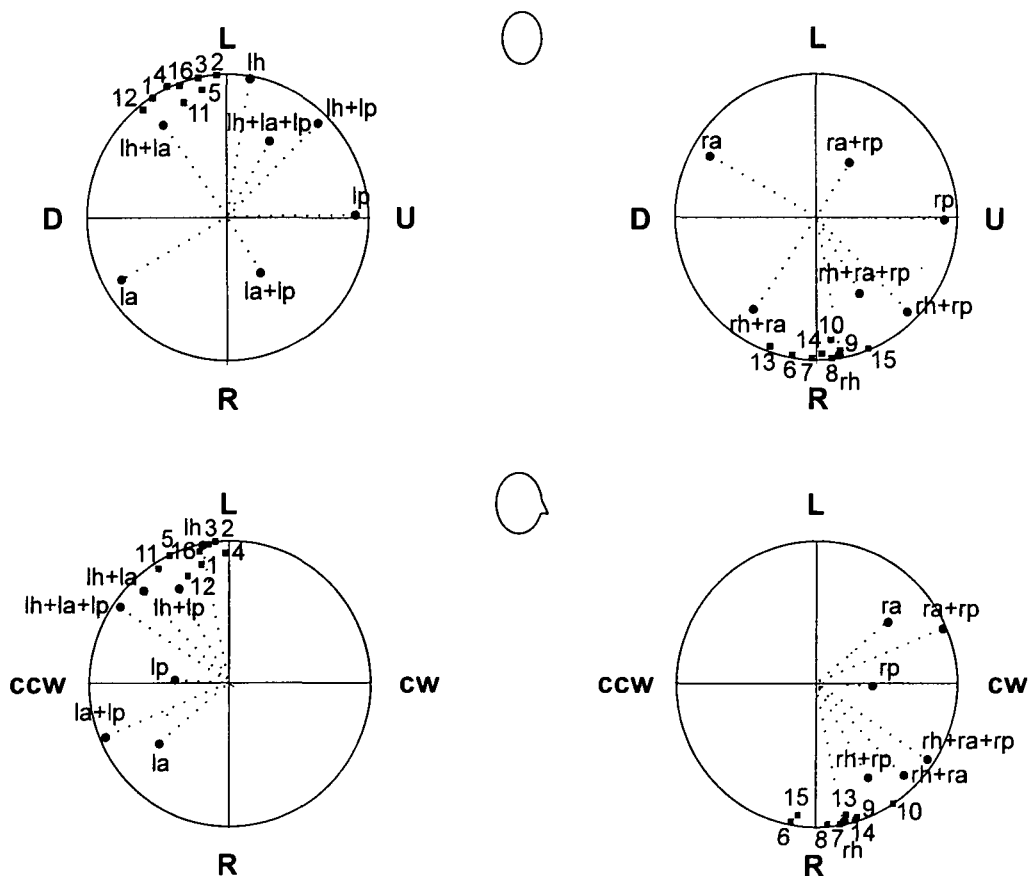 L
lh
2
3
16
4
1
12
5
11
lh+la
lh+la+lp
lh+lp
lp
D
U
la
la+lp
R
L
ra
ra+rp
rp
D
U
rh+ra+rp
rh+rp
rh+ra
10
14
9
13
6
7
8
rh
15
R
L
lh
3
2
5
16
4
11
1
12
lh+la
lh+la+lp
lh+lp
lp
ccw
cw
la+lp
la
R
L
ra
ra+rp
rp
ccw
cw
rh+ra+rp
rh+rp
rh+ra
15
13
9
10
6
8
7
14
rh
R